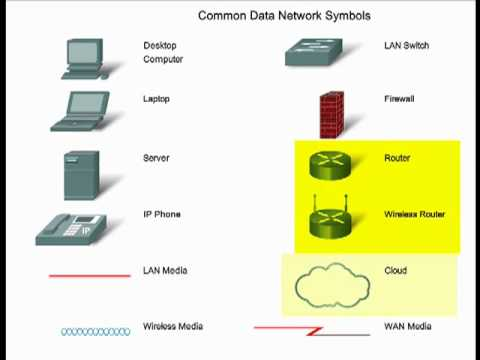 Common Data Network Symbols
Desktop
Computer
LAN Switch
Laptop
Firewall
Server
Router
IP Phone
Wireless Router
LAN Media
Cloud
Wireless Media
WAN Media